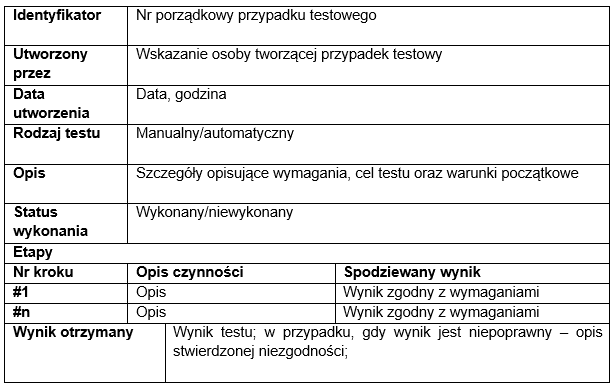 Identyfikator Nr porządkowy przypadku testowego
Utworzony Wskazanie osoby tworzącej przypadek testowy
przez
Data Data, godzina
utworzenia
Rodzaj testu Manualny/automatyczny
Opis Szczegóły opisujące wymagania, cel testu oraz warunki początkowe
Status Wykonany/niewykonany
wykonania
Etapy
Nr kroku Opis czynności Spodziewany wynik
#1 Opis Wynik zgodny z wymaganiami
#n Opis Wynik zgodny z wymaganiami
Wynik otrzymany Wynik testu; w przypadku, gdy wynik jest niepoprawny – opis
stwierdzonej niezgodności;